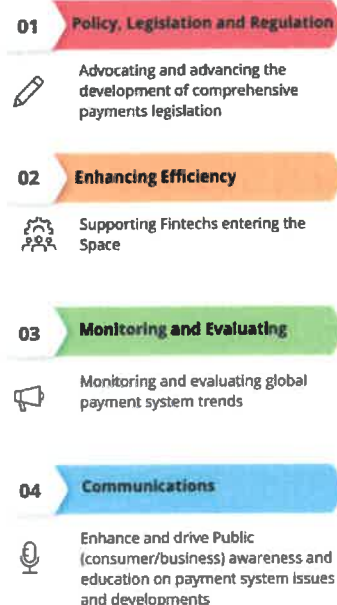 01
Policy, Legislation and Regulation
Advocating and advancing the
development of comprehensive
payments legislation
02
Enhancing Efficiency
Supporting Fintechs entering the
Space
03
Monitoring and Evaluating
Monitoring and evaluating global
payment system trends
04
Communications
Enhance and drive Public
(consumer/business) awareness and
education on payment system issues
and developments